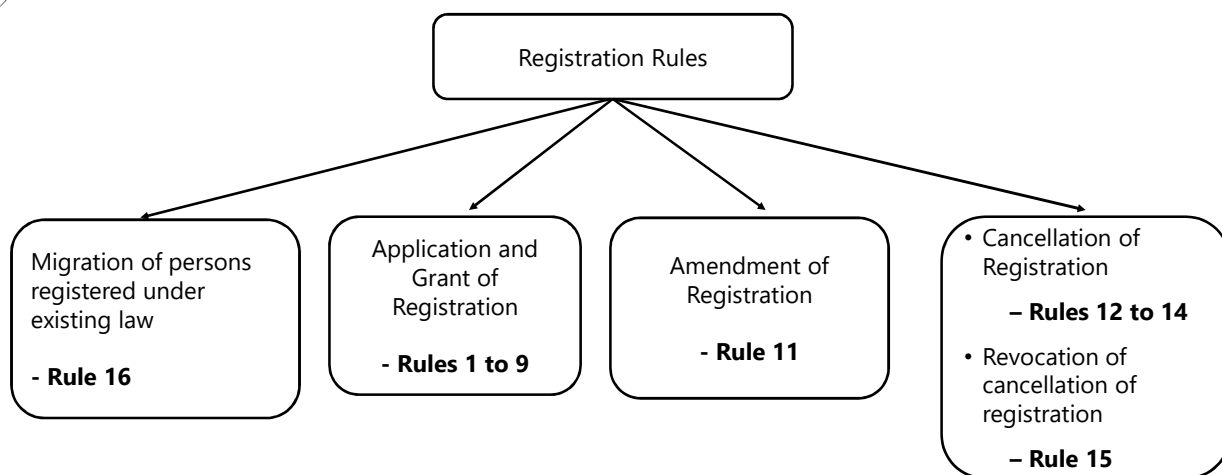 Registration Rules
Migration of persons
registered under
existing law
- Rule 16
Application and
Grant of
Registration
- Rules 1 to 9
Amendment of
Registration
- Rule 11
• Cancellation of
Registration
– Rules 12 to 14
• Revocation of
cancellation of
registration
– Rule 15